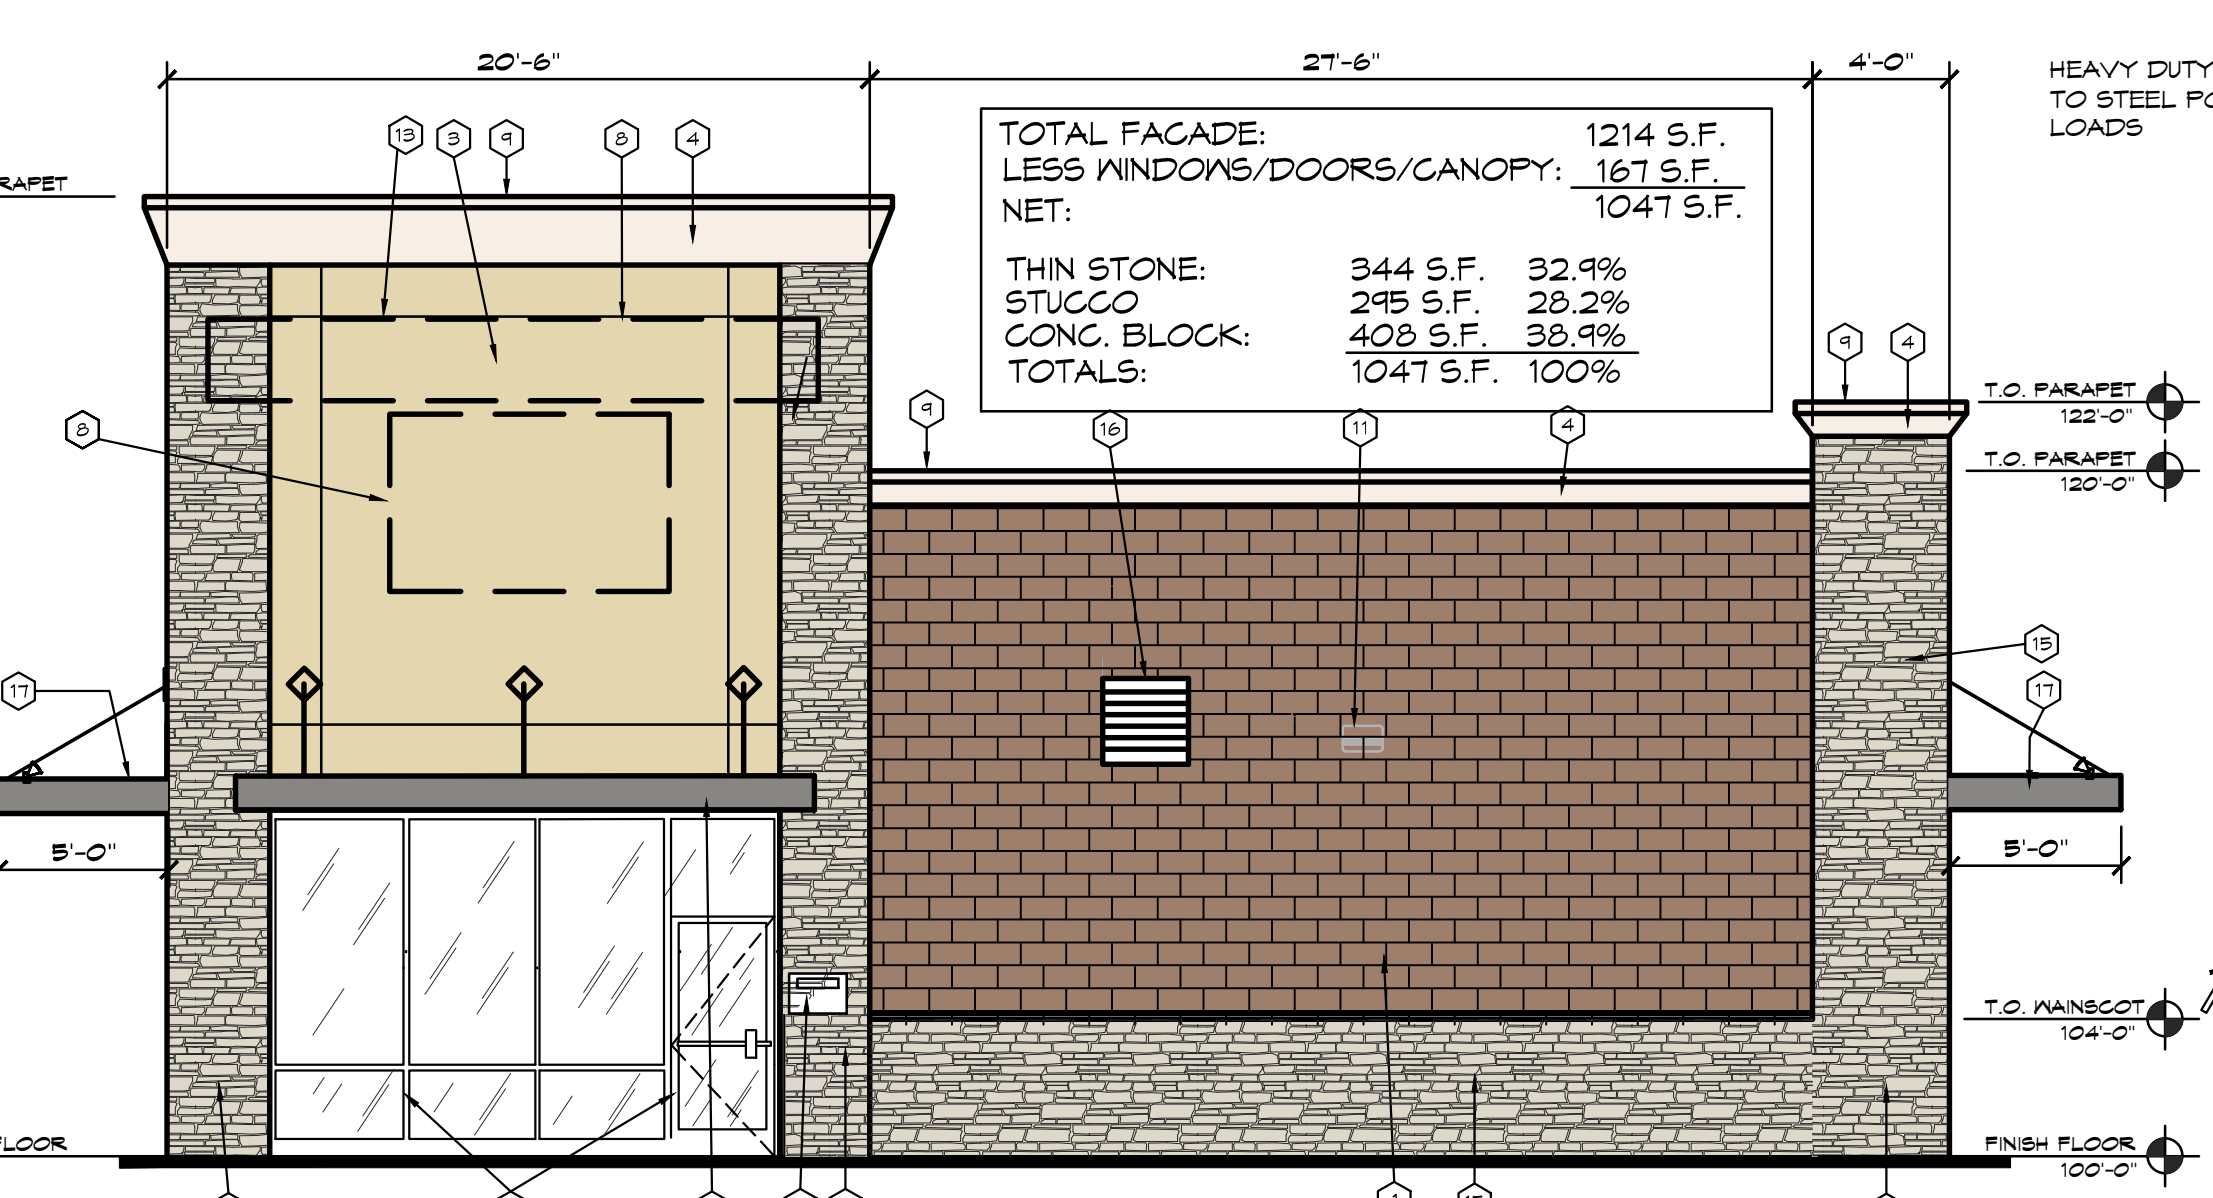 20'-6"
27'-6"
4'-0"
HEAVY DUTY
TO STEEL
LOADS
13
3
9
8
4
TOTAL FACADE: 1214 S.F.
LESS WINDOWS/DOORS/CANOPY: 167 S.F.
NET: 1047 S.F.
THIN STONE: 344 S.F. 32.9%
STUCCO 295 S.F. 28.2%
CONC. BLOCK: 408 S.F. 38.9%
TOTALS: 1047 S.F. 100%
9
4
T.O. PARAPET
122'-0"
8
9
16
11
4
T.O. PARAPET
120'-0"
15
17
17
5'-0"
5'-0"
T.O. WAINSCOT
104'-0"
FINISH FLOOR
100'-0"